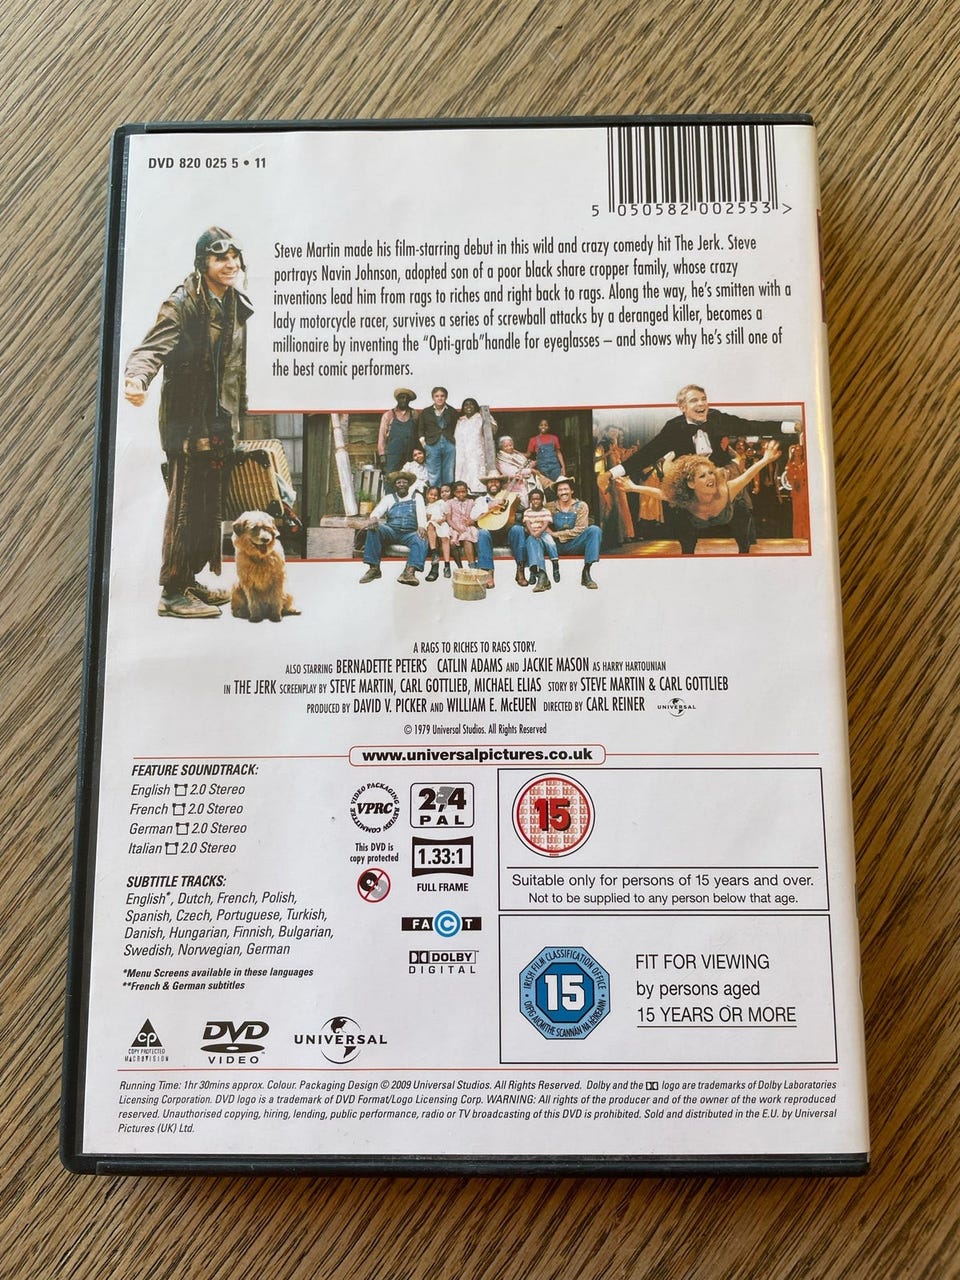 DVD 820 025 5 • 11
5 050582 002553 >
Steve Martin made his film-starring debut in this wild and crazy comedy hit The Jerk. Steve
portrays Navin Johnson, adopted son of a poor black share cropper family, whose crazy
inventions lead him from rags to riches and right back to rags. Along the way, he's smitten with a
lady motorcycle racer, survives a series of screwball attacks by a deranged killer, becomes a
millionaire by inventing the "Opti-grab"handle for eyeglasses – and shows why he's still one of
the best comic performers.
A RAGS TO RICHES TO RAGS STORY.
ALSO STARRING BERNADETTE PETERS CATLIN ADAMS AND JACKIE MASON AS HARRY HARTOUNIAN
IN THE JERK SCREENPLAY BY STEVE MARTIN, CARL GOTTLIEB, MICHAEL ELIAS STORY BY STEVE MARTIN & CARL GOTTLIEB
PRODUCED BY DAVID V. PICKER AND WILLIAM E. McEUEN DIRECTED BY CARL REINER UNIVERSAL
© 1979 Universal Studios. All Rights Reserved
www.universalpictures.co.uk
FEATURE SOUNDTRACK:
English 2.0 Stereo
French 2.0 Stereo
German 2.0 Stereo
Italian 2.0 Stereo
SUBTITLE TRACKS:
English*, Dutch, French, Polish,
Spanish, Czech, Portuguese, Turkish,
Danish, Hungarian, Finnish, Bulgarian,
Swedish, Norwegian, German
*Menu Screens available in these languages
**French & German subtitles
COPY PROTECTED
MACROVISION
DVD
VIDEO
UNIVERSAL
VIDEO PACKAGING REVIEW COMMITTEE
VPRC
This DVD is
copy protected
2,4
PAL
1.33:1
FULL FRAME
FACT
DOLBY
DIGITAL
15
Suitable only for persons of 15 years and over.
Not to be supplied to any person below that age.
IRISH FILM CLASSIFICATION OFFICE
15
OIFIG AICMITHE SCANNÁN NA HÉIREANN
FIT FOR VIEWING
by persons aged
15 YEARS OR MORE
Running Time: 1hr 30mins approx. Colour. Packaging Design © 2009 Universal Studios. All Rights Reserved. Dolby and the logo are trademarks of Dolby Laboratories
Licensing Corporation. DVD logo is a trademark of DVD Format/Logo Licensing Corp. WARNING: All rights of the producer and of the owner of the work reproduced
reserved. Unauthorised copying, hiring, lending, public performance, radio or TV broadcasting of this DVD is prohibited. Sold and distributed in the E.U. by Universal
Pictures (UK) Ltd.